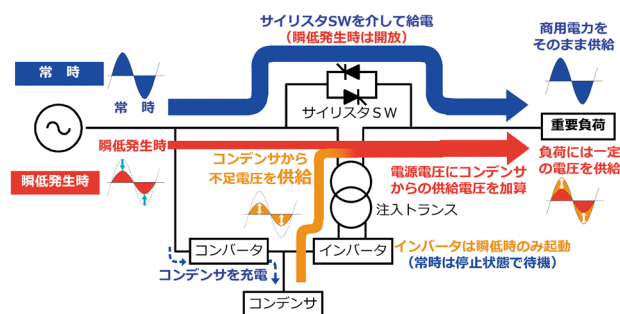 サイリスタSWを介して給電
（瞬低発生時は開放）
商用電力を
そのまま供給
常　時
常　時
サイリスタＳＷ
重要負荷
瞬低発生時
瞬低発生時
コンデンサから
不足電圧を供給
電源電圧にコンデンサ
からの供給電圧を加算
負荷には一定
の電圧を供給
注入トランス
コンバータ
インバータ
インバータは瞬低時のみ起動
（常時は停止状態で待機）
コンデンサを充電
コンデンサ